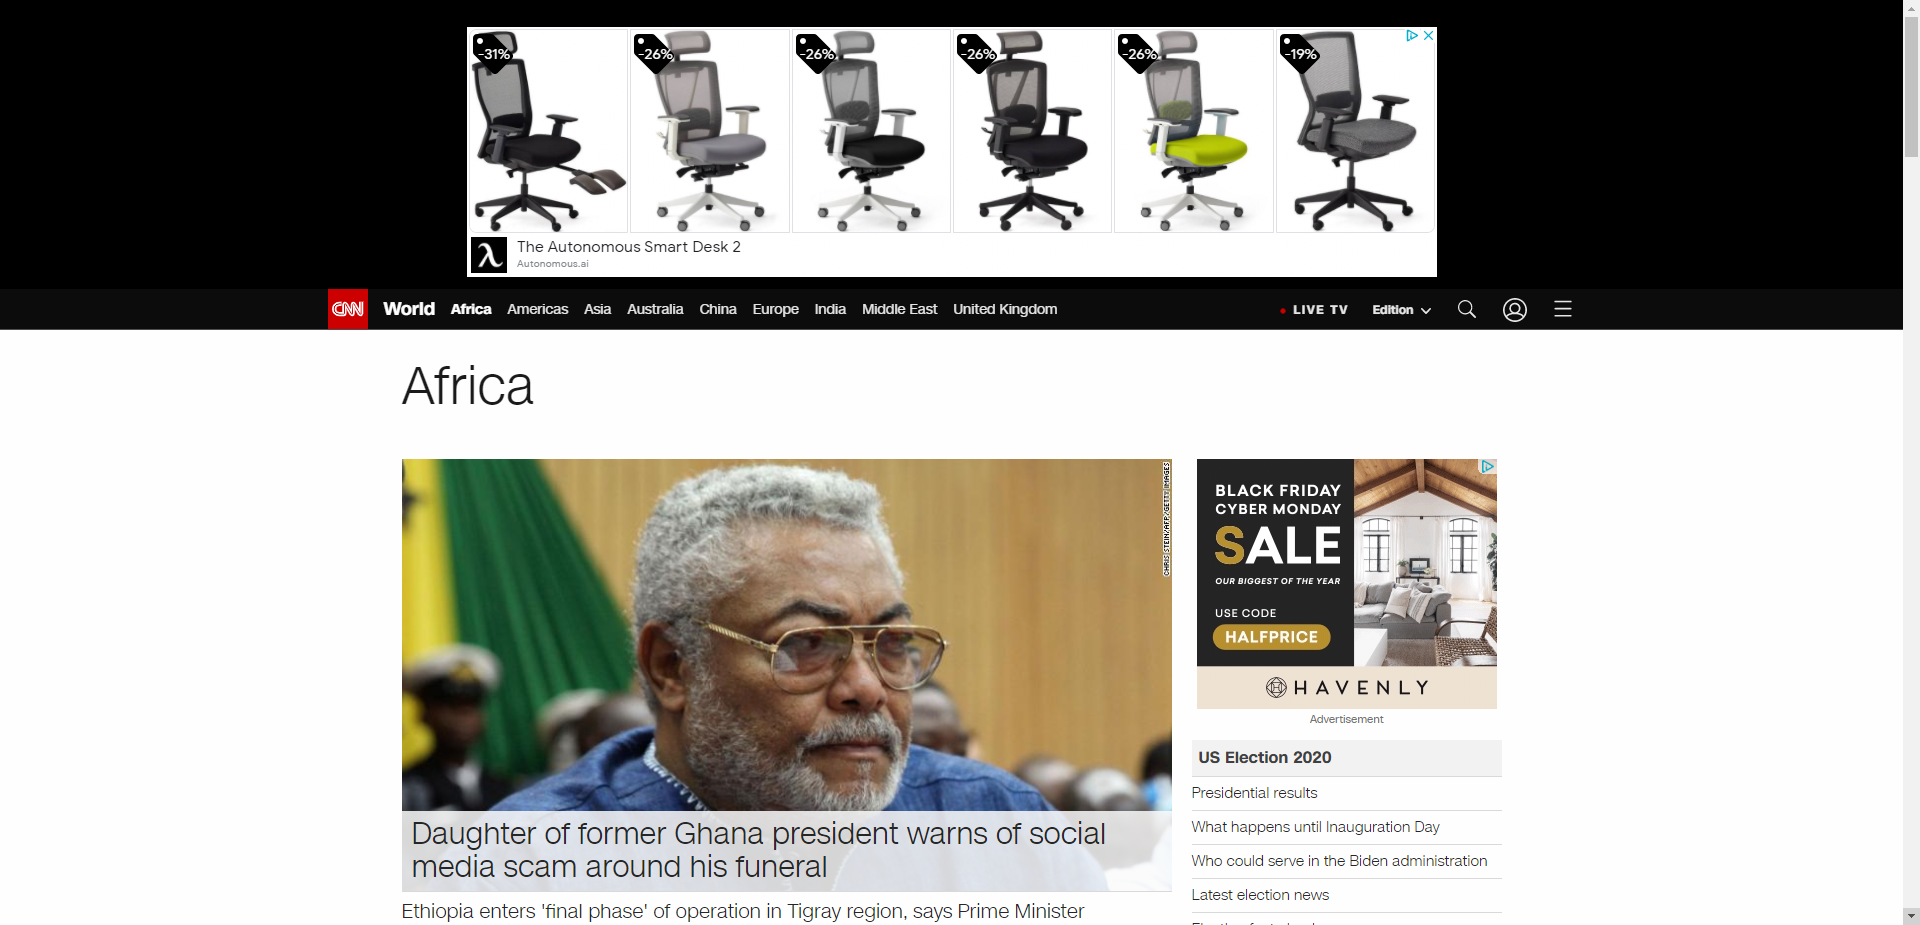 -31%
-26%
-26%
-26%
-26%
-19%
The Autonomous Smart Desk 2
Autonomous.ai
CNN World Africa Americas Asia Australia China Europe India Middle East United Kingdom LIVE TV Edition
Africa
CHRIS STEIN/AFP/GETTY IMAGES
Daughter of former Ghana president warns of social
media scam around his funeral
Ethiopia enters 'final phase' of operation in Tigray region, says Prime Minister
BLACK FRIDAY
CYBER MONDAY
SALE
OUR BIGGEST OF THE YEAR
USE CODE
HALFPRICE
HAVENLY
Advertisement
US Election 2020
Presidential results
What happens until Inauguration Day
Who could serve in the Biden administration
Latest election news